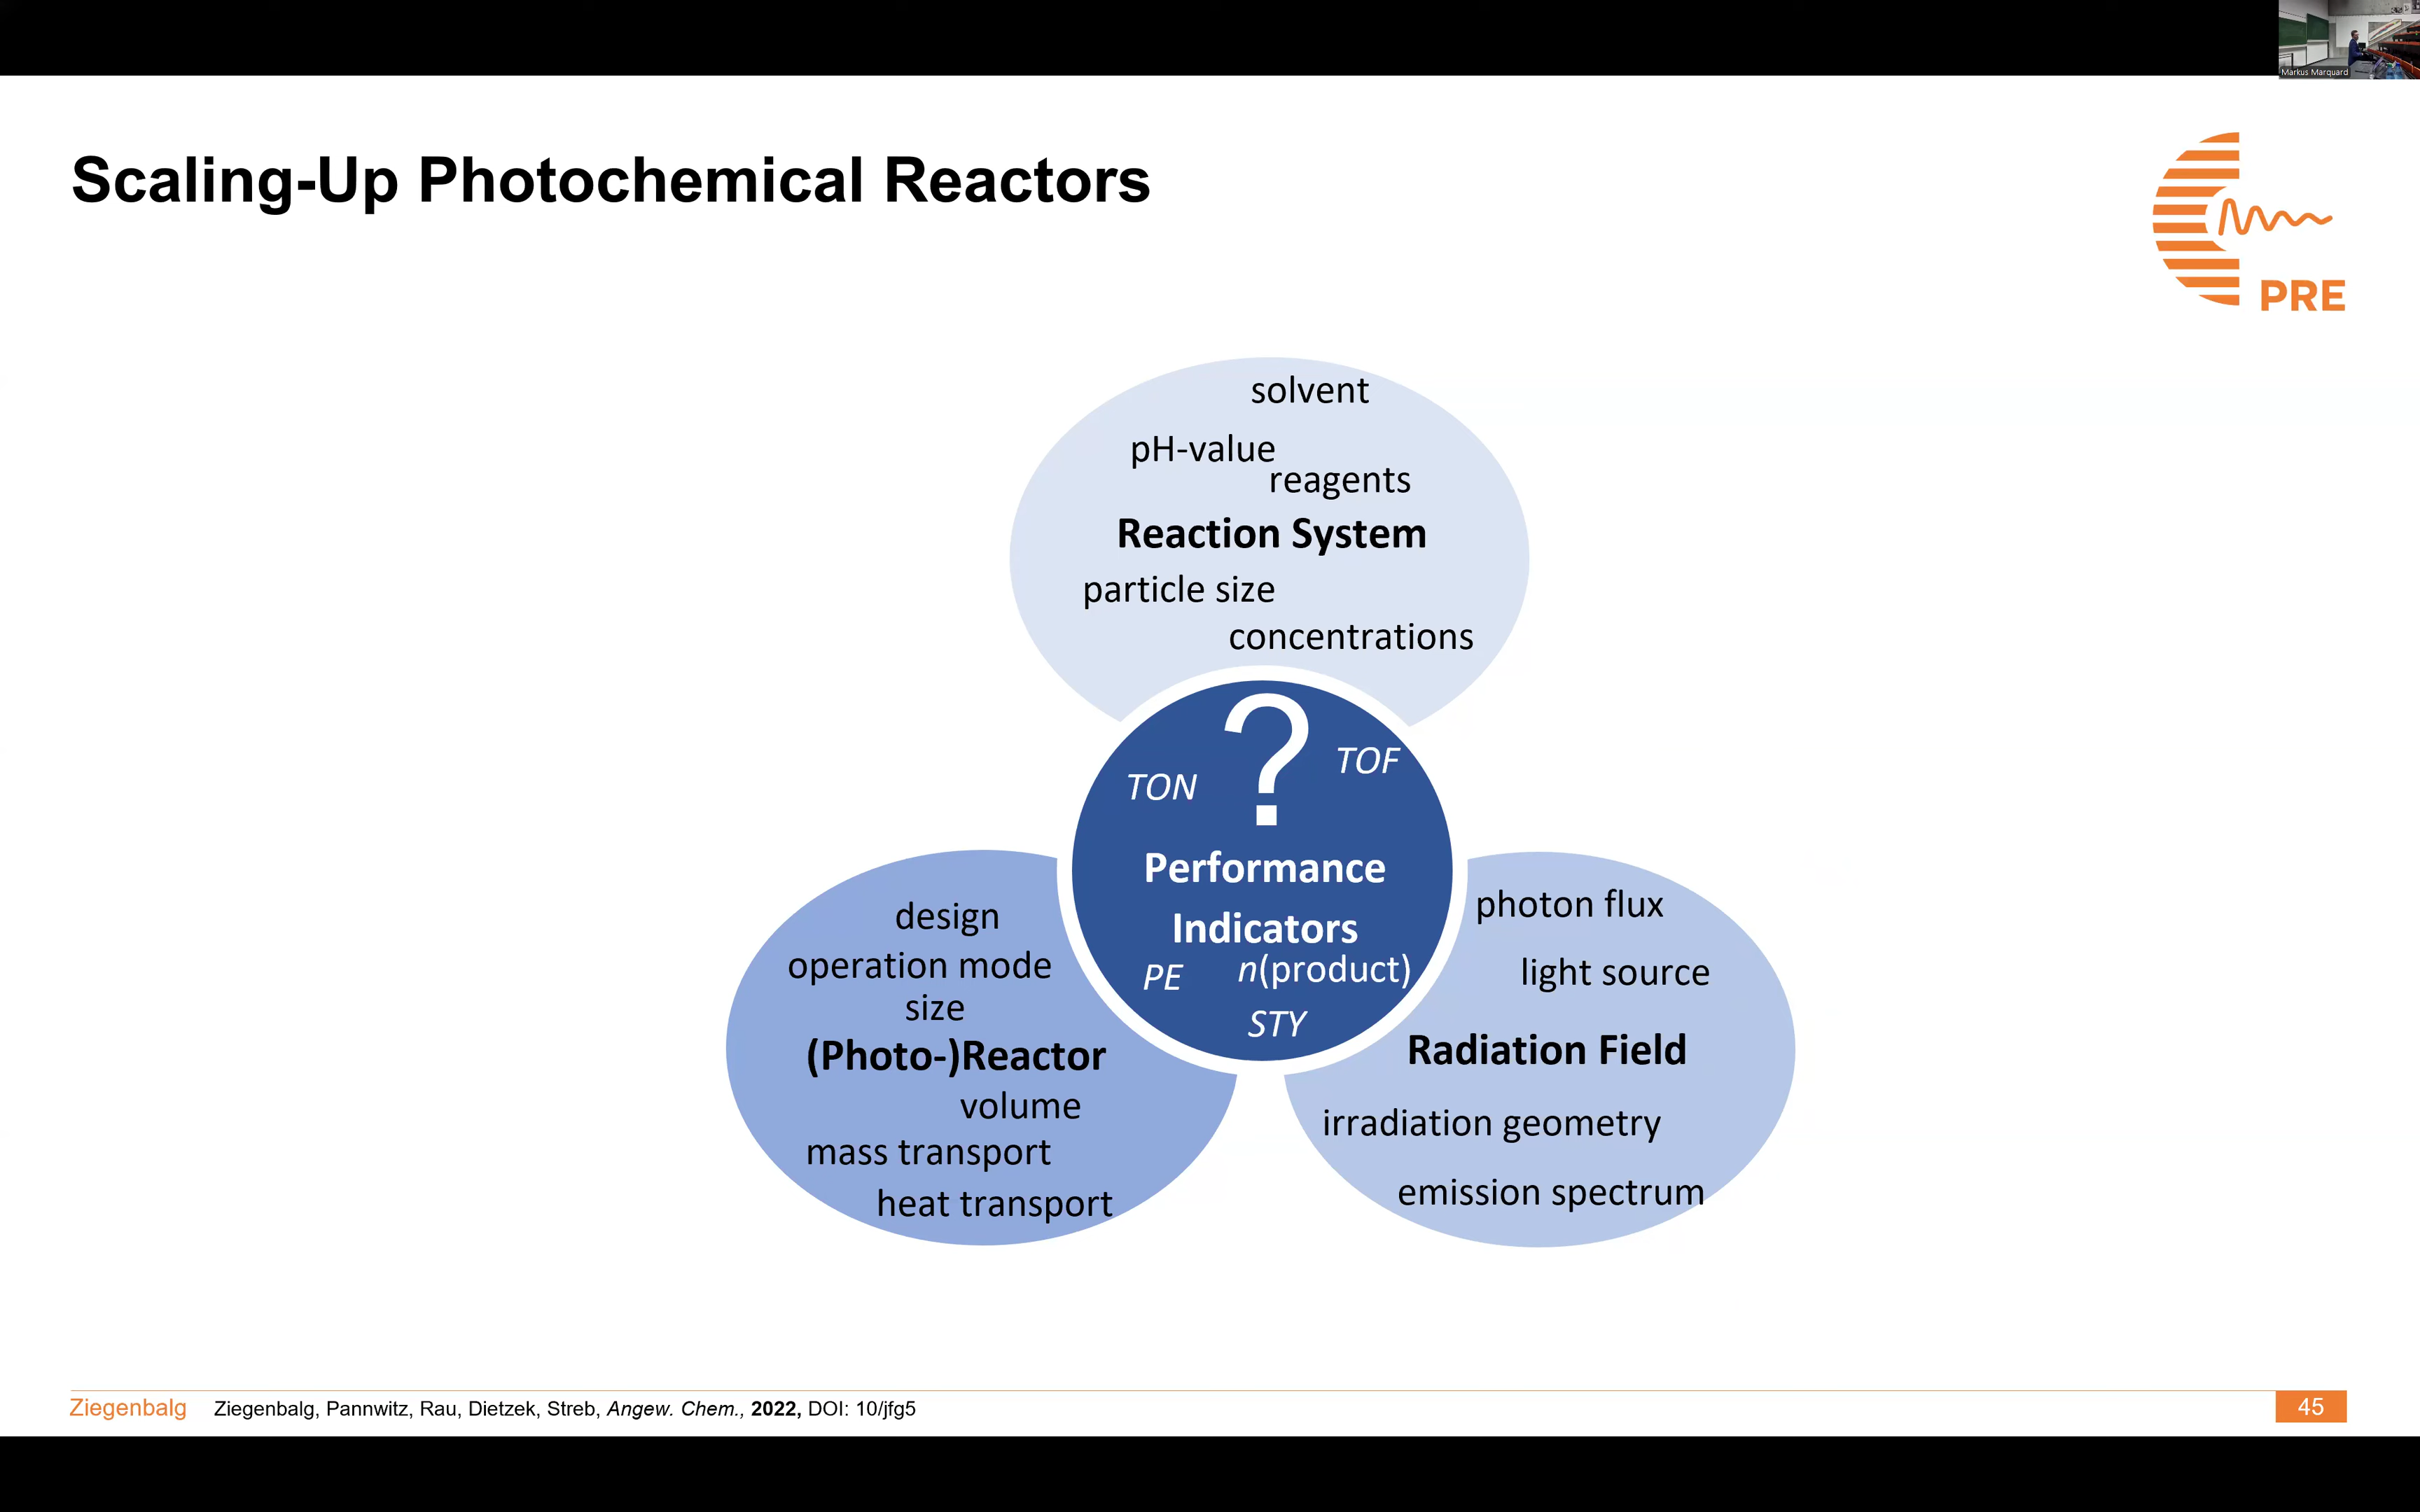 Markus Marquard
Scaling-Up Photochemical Reactors
PRE
solvent
pH-value
reagents
Reaction System
particle size
concentrations
?
TOF
TON
Performance
Indicators
PE
n(product)
STY
design
operation mode
size
(Photo-)Reactor
volume
mass transport
heat transport
photon flux
light source
Radiation Field
irradiation geometry
emission spectrum
Ziegenbalg Ziegenbalg, Pannwitz, Rau, Dietzek, Streb, Angew. Chem., 2022, DOI: 10/jfg5
45